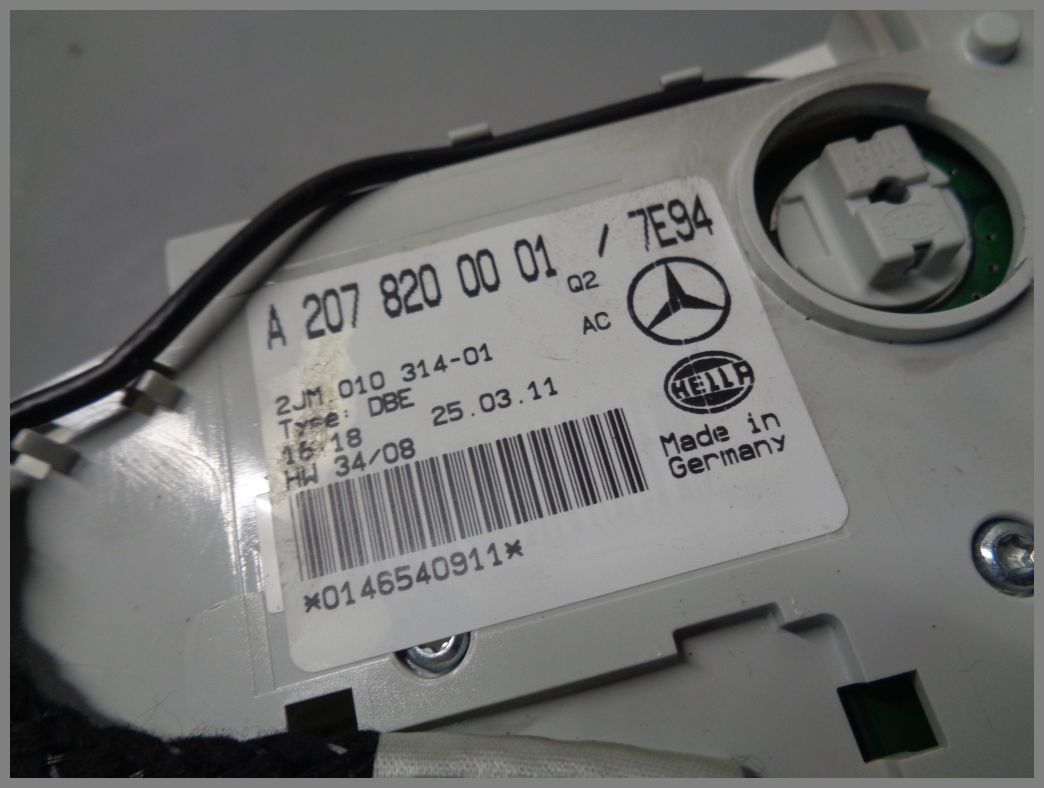 A 207 820 00 01 / 7E94
Q2
AC
2JM 010 314-01
Type: DBE
16/18 25.03.11
HW 34/08
HELLA
Made in
Germany
*0146540911*